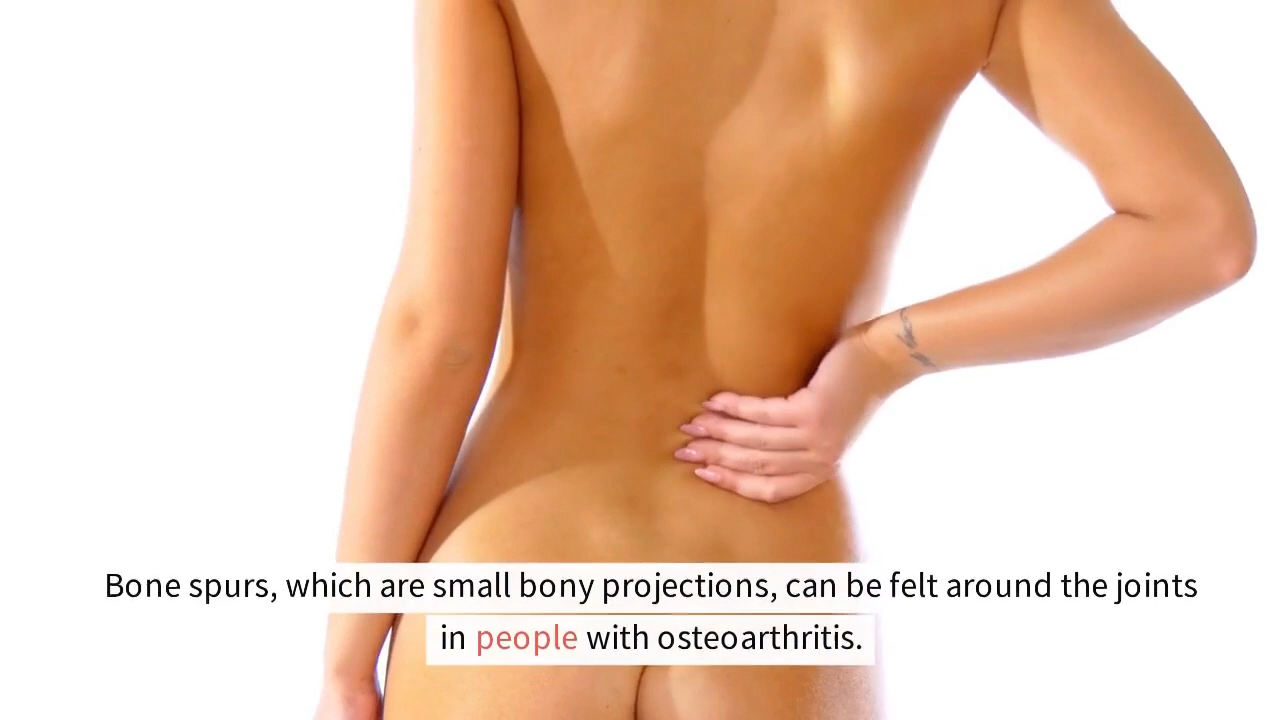 Bone spurs, which are small bony projections, can be felt around the joints
in people with osteoarthritis.